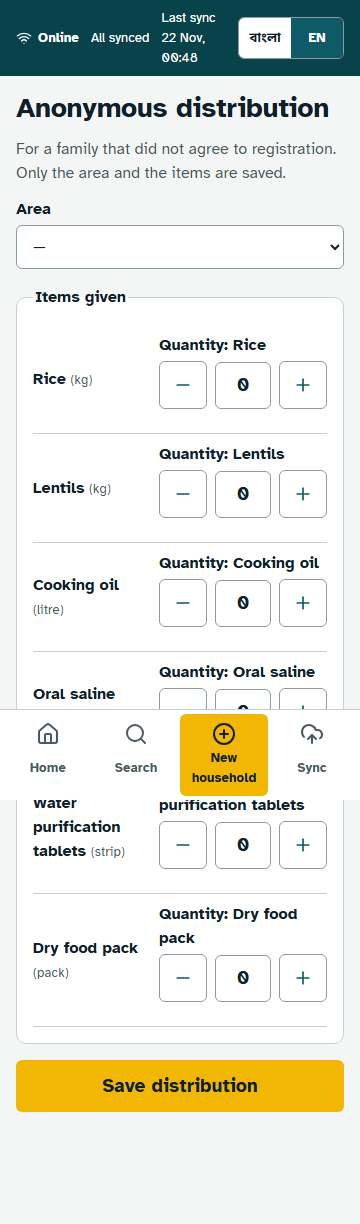 Online
All synced
Last sync
22 Nov,
00:48
বাংলা
EN
Anonymous distribution
For a family that did not agree to registration.
Only the area and the items are saved.
Area
—
Items given
Quantity: Rice
Rice (kg)
0
Quantity: Lentils
Lentils (kg)
0
Quantity: Cooking oil
Cooking oil
(litre)
0
Quantity: Oral saline
Oral saline
Home
Search
New
household
Sync
Water
purification
tablets (strip)
purification tablets
0
Quantity: Dry food
pack
Dry food pack
(pack)
0
Save distribution